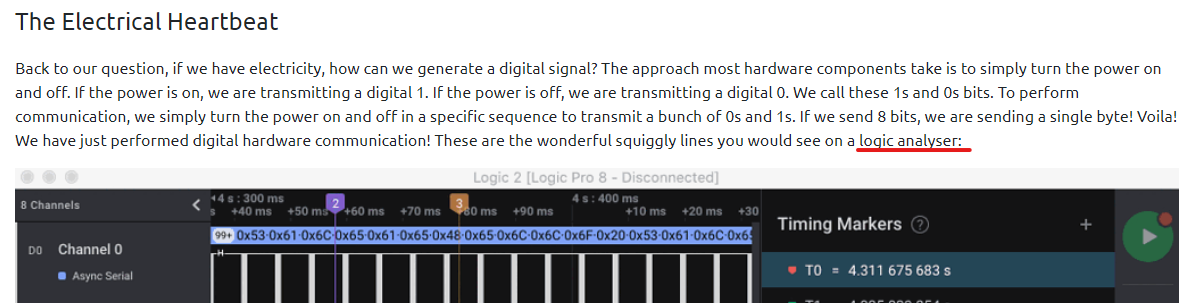 The Electrical Heartbeat
Back to our question, if we have electricity, how can we generate a digital signal? The approach most hardware components take is to simply turn the power on
and off. If the power is on, we are transmitting a digital 1. If the power is off, we are transmitting a digital 0. We call these 1s and 0s bits. To perform
communication, we simply turn the power on and off in a specific sequence to transmit a bunch of 0s and 1s. If we send 8 bits, we are sending a single byte! Voila!
We have just performed digital hardware communication! These are the wonderful squiggly lines you would see on a logic analyser:
Logic 2 [Logic Pro 8 - Disconnected]
8 Channels
4 s : 300 ms
4 s : 400 ms
s +40 ms +50 ms 2 +60 ms +70 ms 3 +80 ms +90 ms +10 ms +20 ms +30
Timing Markers ? +
99+ 0x53·0x61·0x6C·0x65·0x61·0x65·0x48·0x65·0x6C·0x6C·0x6F·0x20·0x53·0x61·0x6C·0x65
D0 Channel 0
H
Async Serial
T0 = 4.311 675 683 s